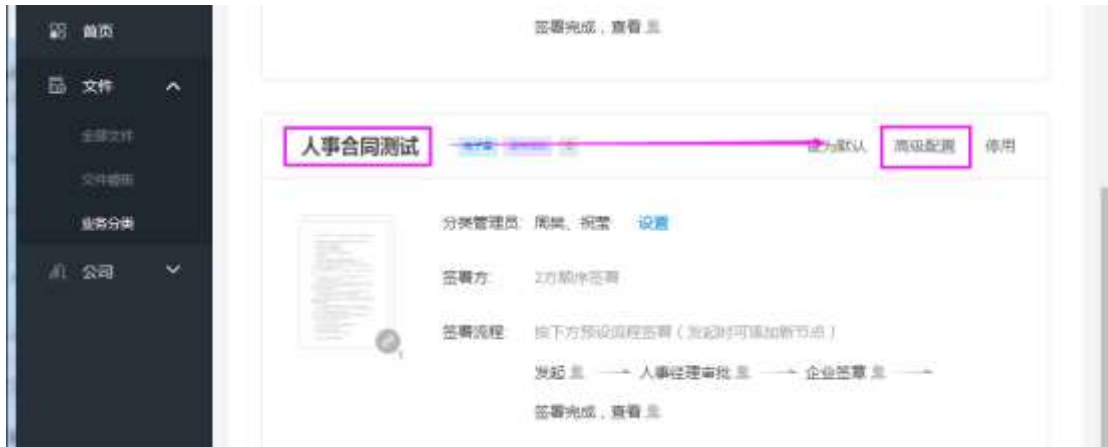 首页
签署完成，查看
文件
全部文件
人事合同测试
设为默认 高级配置 停用
文件模板
业务分类
分类管理员: 周樊、祝莹 设置
公司
签署方: 2方顺序签署
签署流程: 按下方预设流程签署（发起时可添加新节点）
发起 人事经理审批 企业签章
签署完成，查看